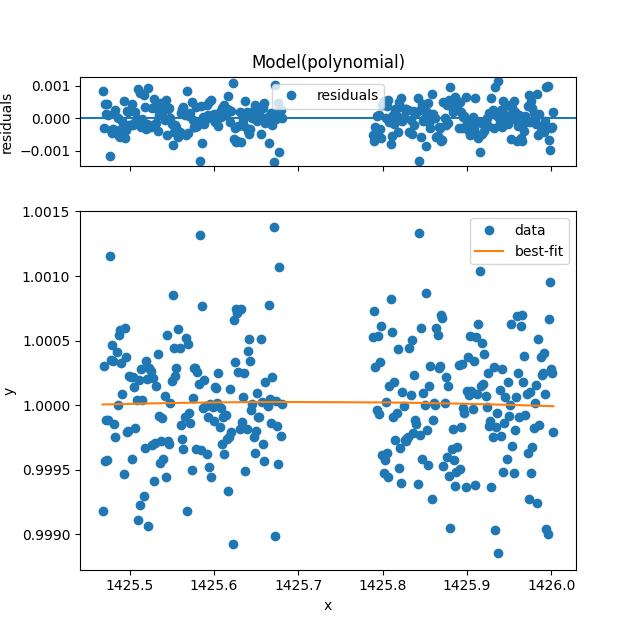 Model(polynomial)
0.001
0.000
−0.001
residuals
residuals
1.0015
1.0010
1.0005
1.0000
0.9995
0.9990
y
data
best-fit
1425.5 1425.6 1425.7 1425.8 1425.9 1426.0
x